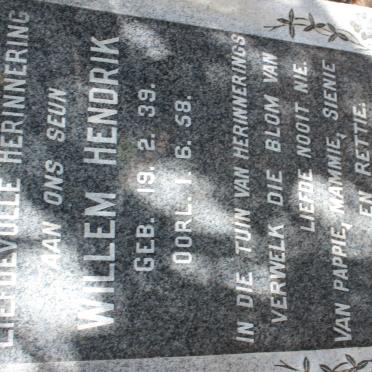 LIEFDEVOLLE HERINNERING
AAN ONS SEUN
WILLEM HENDRIK
GEB. 19. 2. 39.
OORL. 1. 6. 58.
IN DIE TUIN VAN HERINNERINGS
VERWELK DIE BLOM VAN
LIEFDE NOOIT NIE.
VAN PAPPIE, MAMMIE, SIENIE
EN RETTIE.